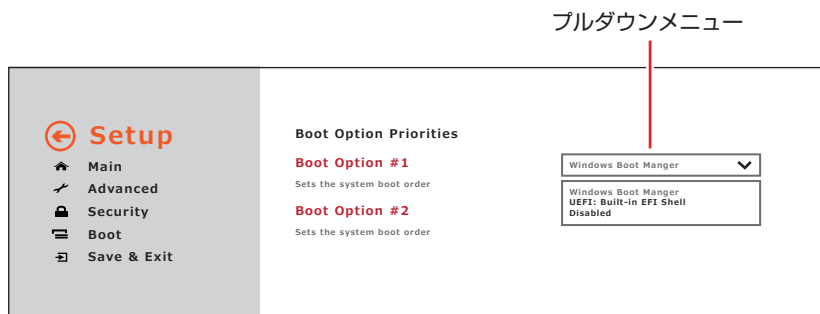 プルダウンメニュー
Setup
Main
Advanced
Security
Boot
Save & Exit
Boot Option Priorities
Boot Option #1
Sets the system boot order
Boot Option #2
Sets the system boot order
Windows Boot Manger
Windows Boot Manger
UEFI: Built-in EFI Shell
Disabled